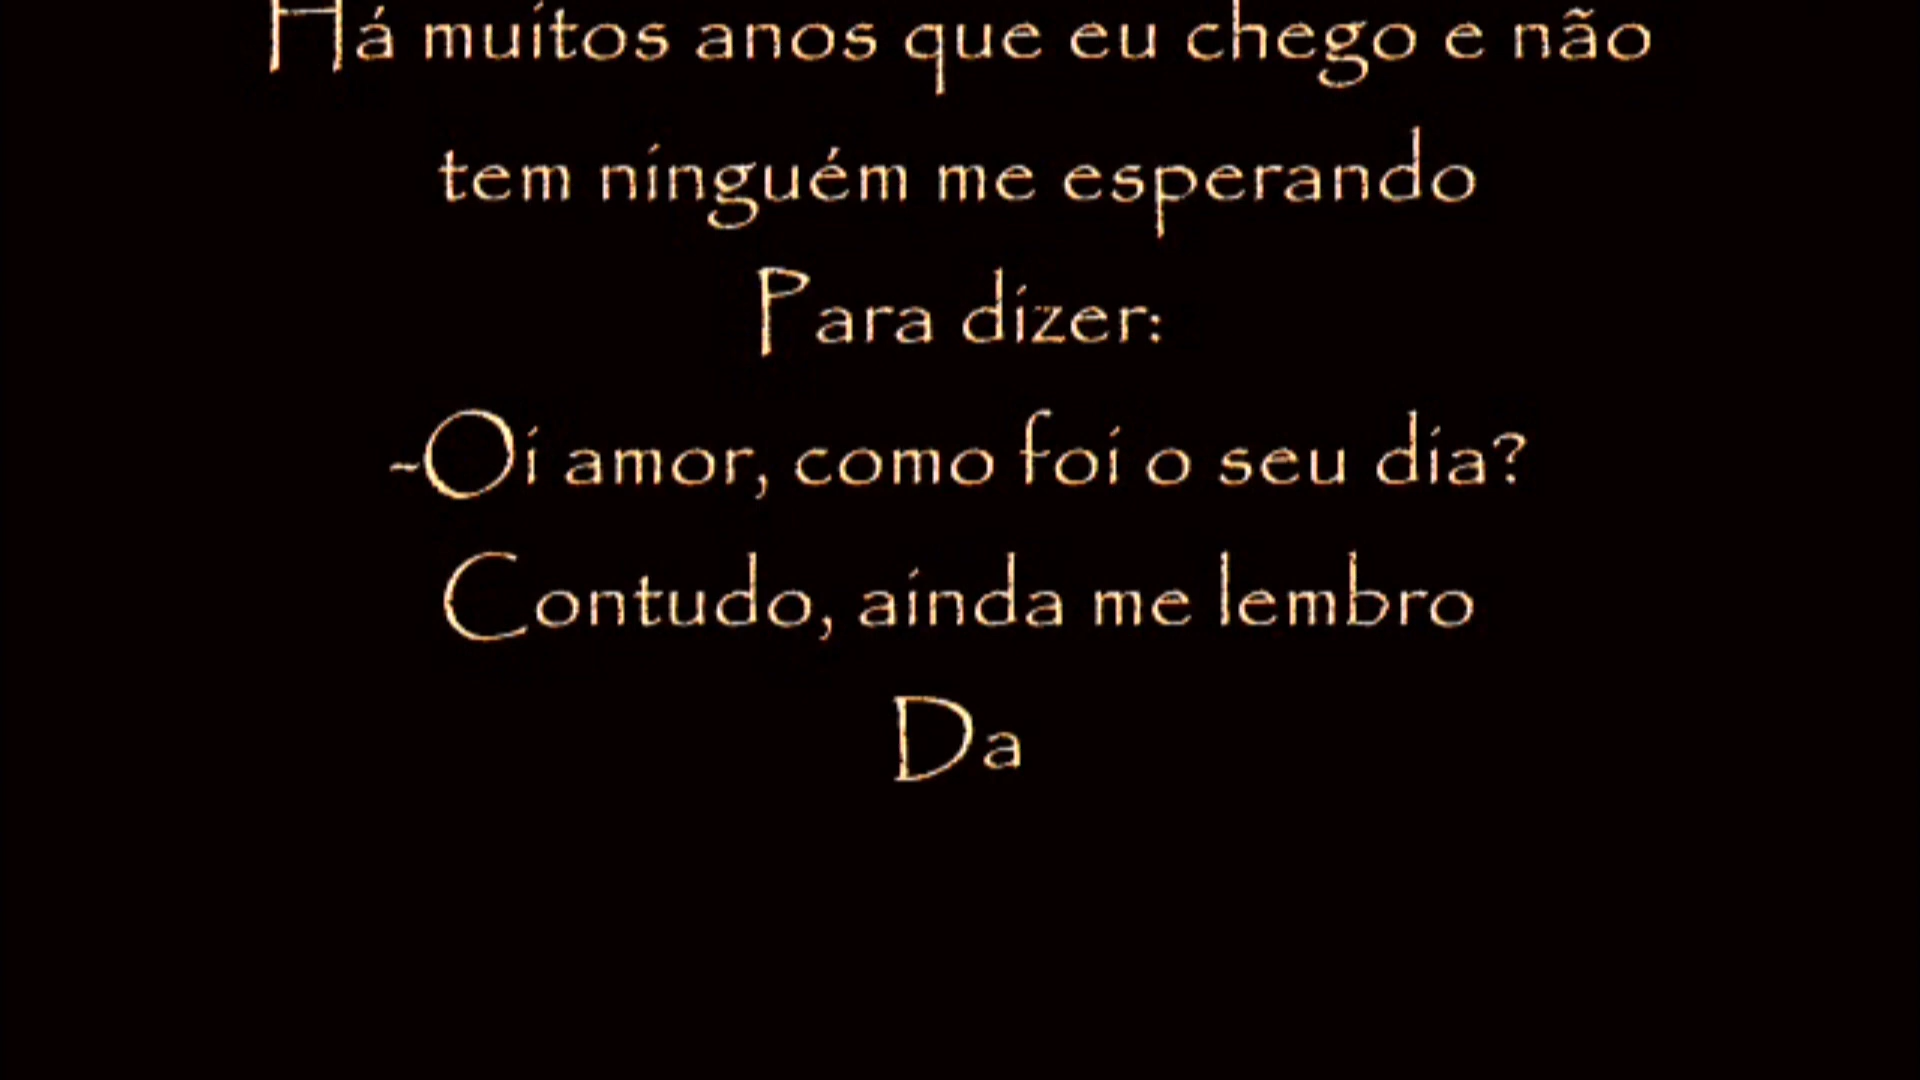 Há muitos anos que eu chego e não
tem ninguém me esperando
Para dizer:
-Oi amor, como foi o seu dia?
Contudo, ainda me lembro
Da